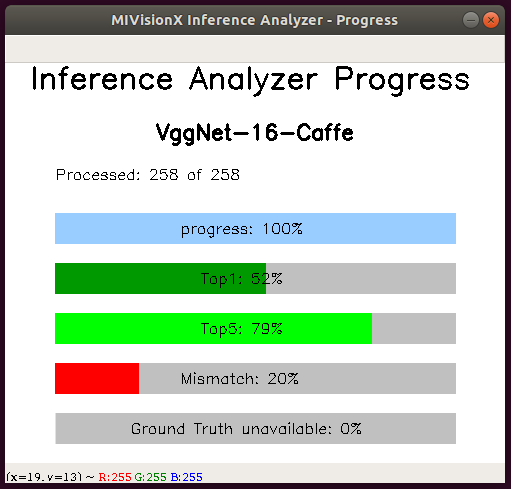 MIVisionX Inference Analyzer - Progress
Inference Analyzer Progress
VggNet-16-Caffe
Processed: 258 of 258
progress: 100%
Top1: 52%
Top5: 79%
Mismatch: 20%
Ground Truth unavailable: 0%
(x=19, y=13) ~ R:255 G:255 B:255